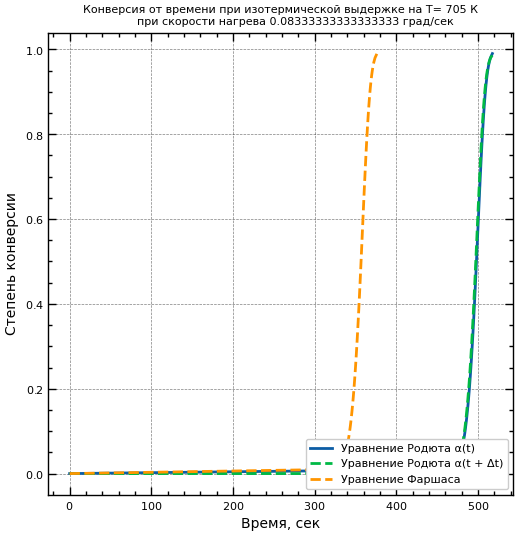 Конверсия от времени при изотермической выдержке на T= 705 K
при скорости нагрева 0.08333333333333333 град/сек
1.0
0.8
0.6
0.4
0.2
0.0
Степень конверсии
Уравнение Родюта α(t)
Уравнение Родюта α(t + Δt)
Уравнение Фаршаса
0 100 200 300 400 500
Время, сек